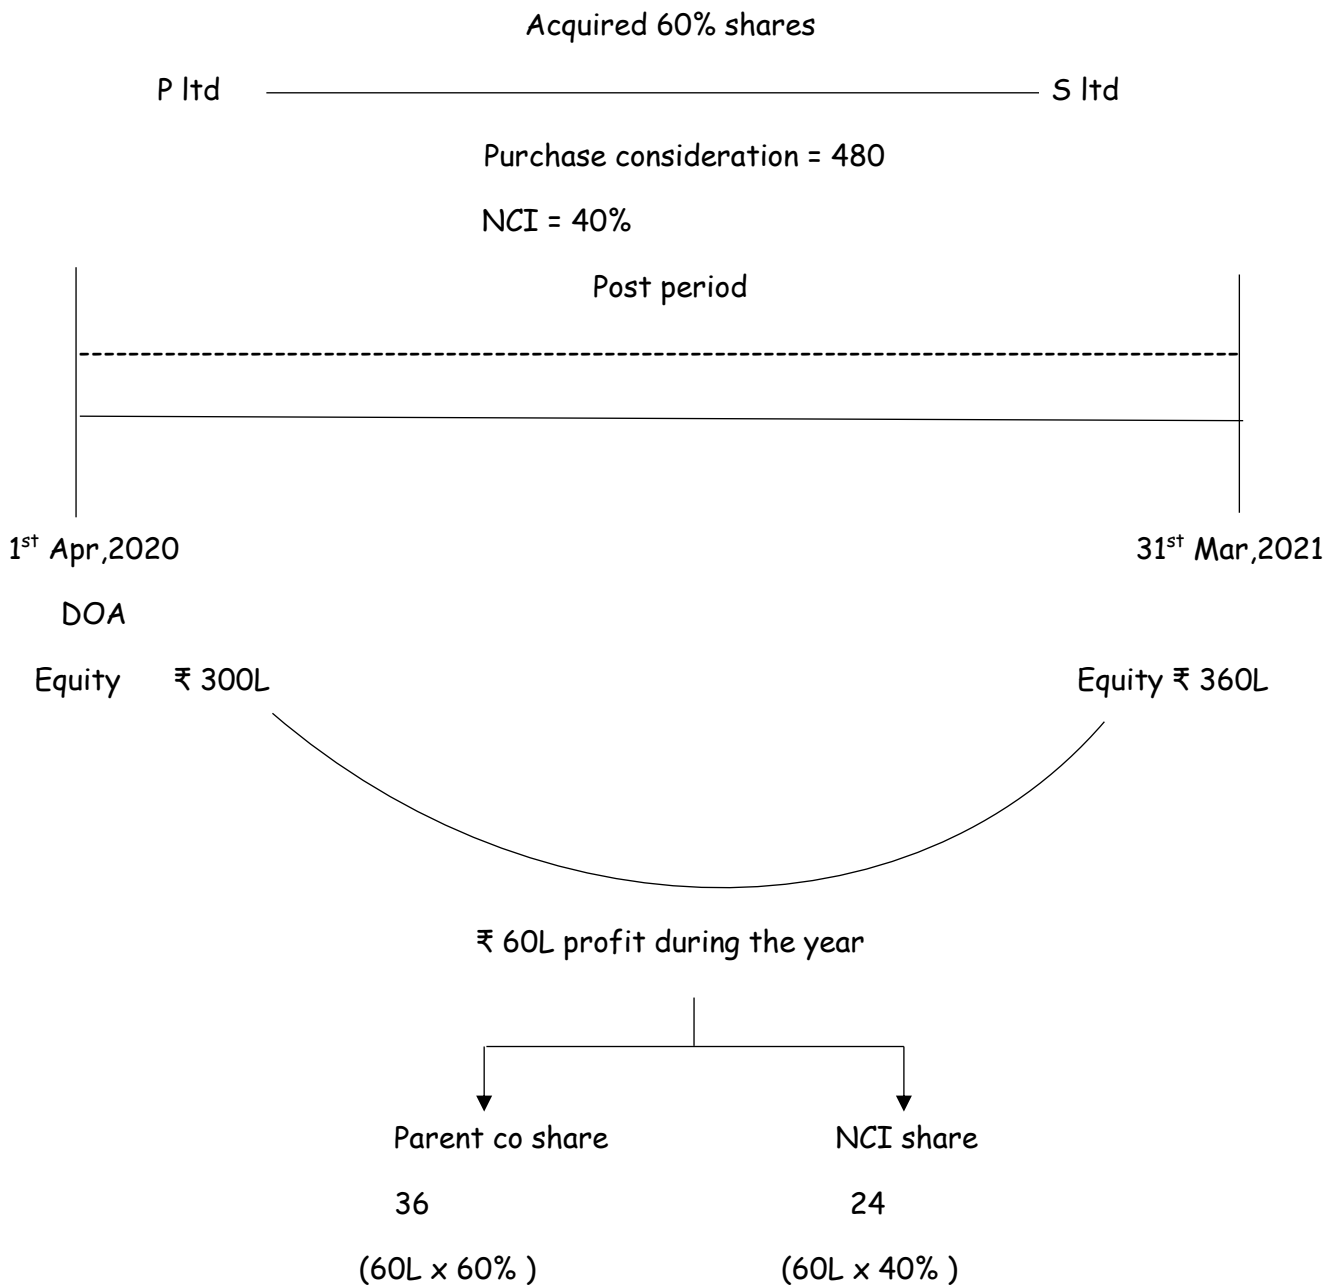 Acquired 60% shares
P ltd S ltd
Purchase consideration = 480
NCI = 40%
Post period
1st Apr,2020 31st Mar,2021
DOA
Equity ₹ 300L Equity ₹ 360L
₹ 60L profit during the year
Parent co share NCI share
36 24
(60L x 60% ) (60L x 40% )